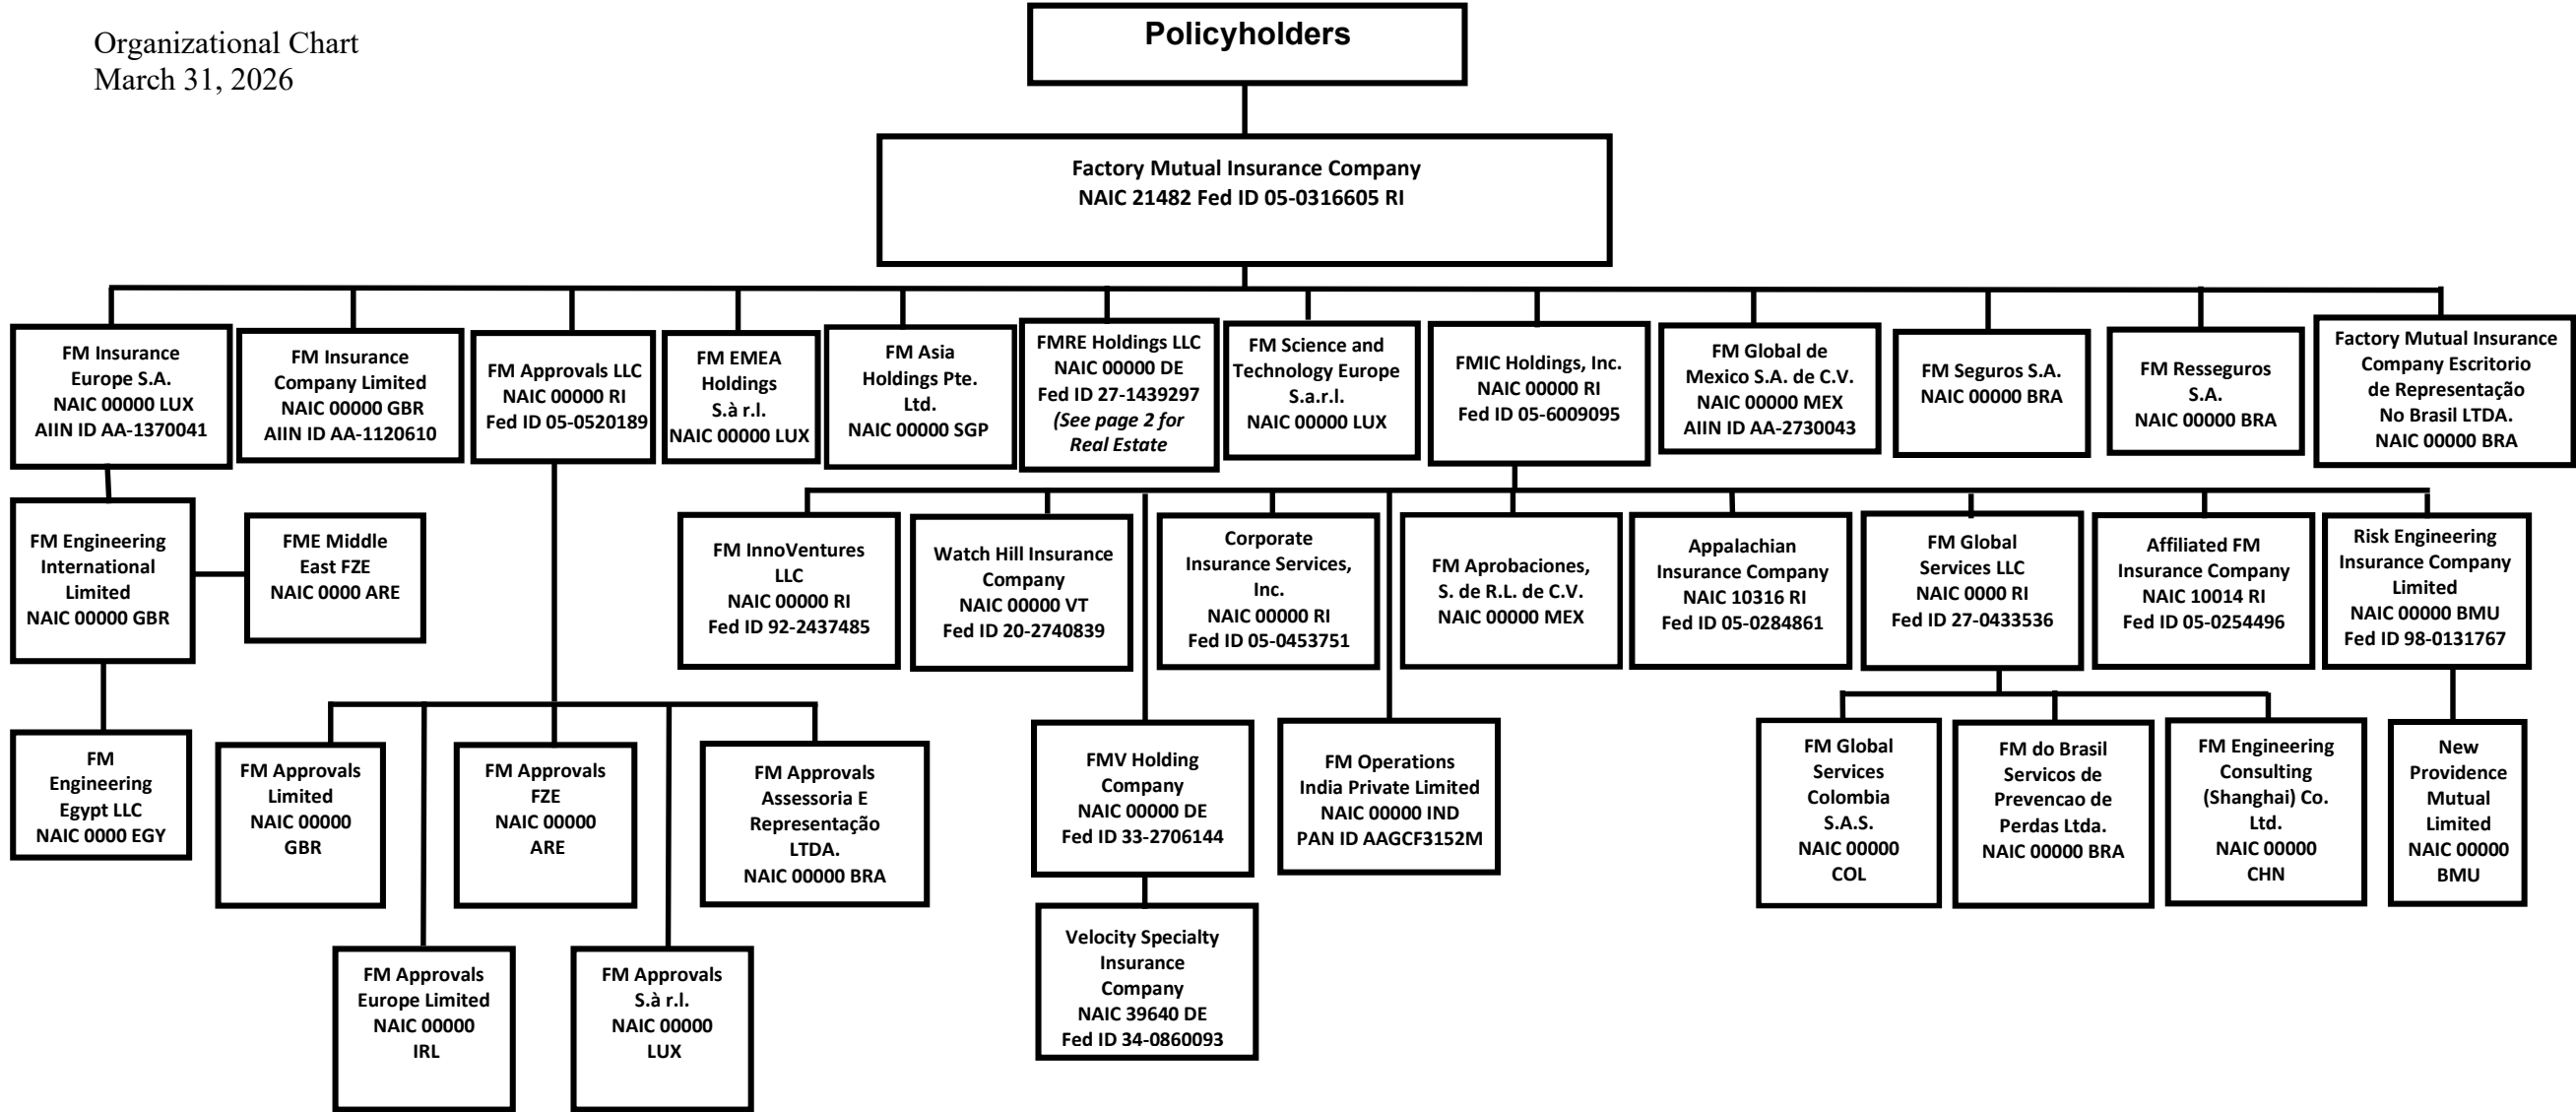 Organizational Chart
March 31, 2026
Policyholders
Factory Mutual Insurance Company
NAIC 21482 Fed ID 05-0316605 RI
FM Insurance
Europe S.A.
NAIC 00000 LUX
AIIN ID AA-1370041
FM Insurance
Company Limited
NAIC 00000 GBR
AIIN ID AA-1120610
FM Approvals LLC
NAIC 00000 RI
Fed ID 05-0520189
FM EMEA
Holdings
S.à r.l.
NAIC 00000 LUX
FM Asia
Holdings Pte.
Ltd.
NAIC 00000 SGP
FMRE Holdings LLC
NAIC 00000 DE
Fed ID 27-1439297
(See page 2 for
Real Estate
FM Science and
Technology Europe
S.a.r.l.
NAIC 00000 LUX
FMIC Holdings, Inc.
NAIC 00000 RI
Fed ID 05-6009095
FM Global de
Mexico S.A. de C.V.
NAIC 00000 MEX
AIIN ID AA-2730043
FM Seguros S.A.
NAIC 00000 BRA
FM Resseguros
S.A.
NAIC 00000 BRA
Factory Mutual Insurance
Company Escritorio
de Representação
No Brasil LTDA.
NAIC 00000 BRA
FM Engineering
International
Limited
NAIC 00000 GBR
FME Middle
East FZE
NAIC 0000 ARE
FM InnoVentures
LLC
NAIC 00000 RI
Fed ID 92-2437485
Watch Hill Insurance
Company
NAIC 00000 VT
Fed ID 20-2740839
Corporate
Insurance Services,
Inc.
NAIC 00000 RI
Fed ID 05-0453751
FM Aprobaciones,
S. de R.L. de C.V.
NAIC 00000 MEX
Appalachian
Insurance Company
NAIC 10316 RI
Fed ID 05-0284861
FM Global
Services LLC
NAIC 0000 RI
Fed ID 27-0433536
Affiliated FM
Insurance Company
NAIC 10014 RI
Fed ID 05-0254496
Risk Engineering
Insurance Company
Limited
NAIC 00000 BMU
Fed ID 98-0131767
FM
Engineering
Egypt LLC
NAIC 0000 EGY
FM Approvals
Limited
NAIC 00000
GBR
FM Approvals
FZE
NAIC 00000
ARE
FM Approvals
Assessoria E
Representação
LTDA.
NAIC 00000 BRA
FMV Holding
Company
NAIC 00000 DE
Fed ID 33-2706144
FM Operations
India Private Limited
NAIC 00000 IND
PAN ID AAGCF3152M
FM Global
Services
Colombia
S.A.S.
NAIC 00000
COL
FM do Brasil
Servicos de
Prevencao de
Perdas Ltda.
NAIC 00000 BRA
FM Engineering
Consulting
(Shanghai) Co.
Ltd.
NAIC 00000
CHN
New
Providence
Mutual
Limited
NAIC 00000
BMU
FM Approvals
Europe Limited
NAIC 00000
IRL
FM Approvals
S.à r.l.
NAIC 00000
LUX
Velocity Specialty
Insurance
Company
NAIC 39640 DE
Fed ID 34-0860093